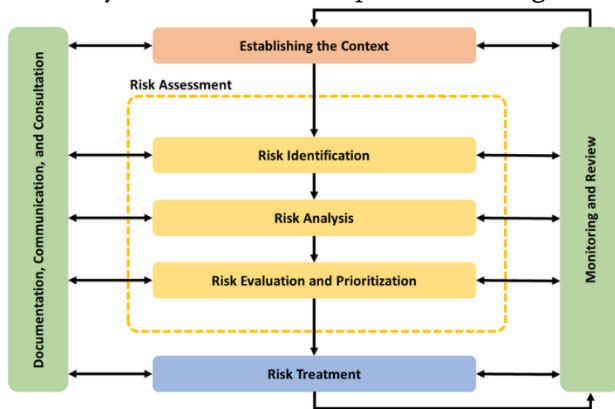 Establishing the Context
Risk Assessment
Risk Identification
Risk Analysis
Risk Evaluation and Prioritization
Risk Treatment
Documentation, Communication, and Consultation
Monitoring and Review